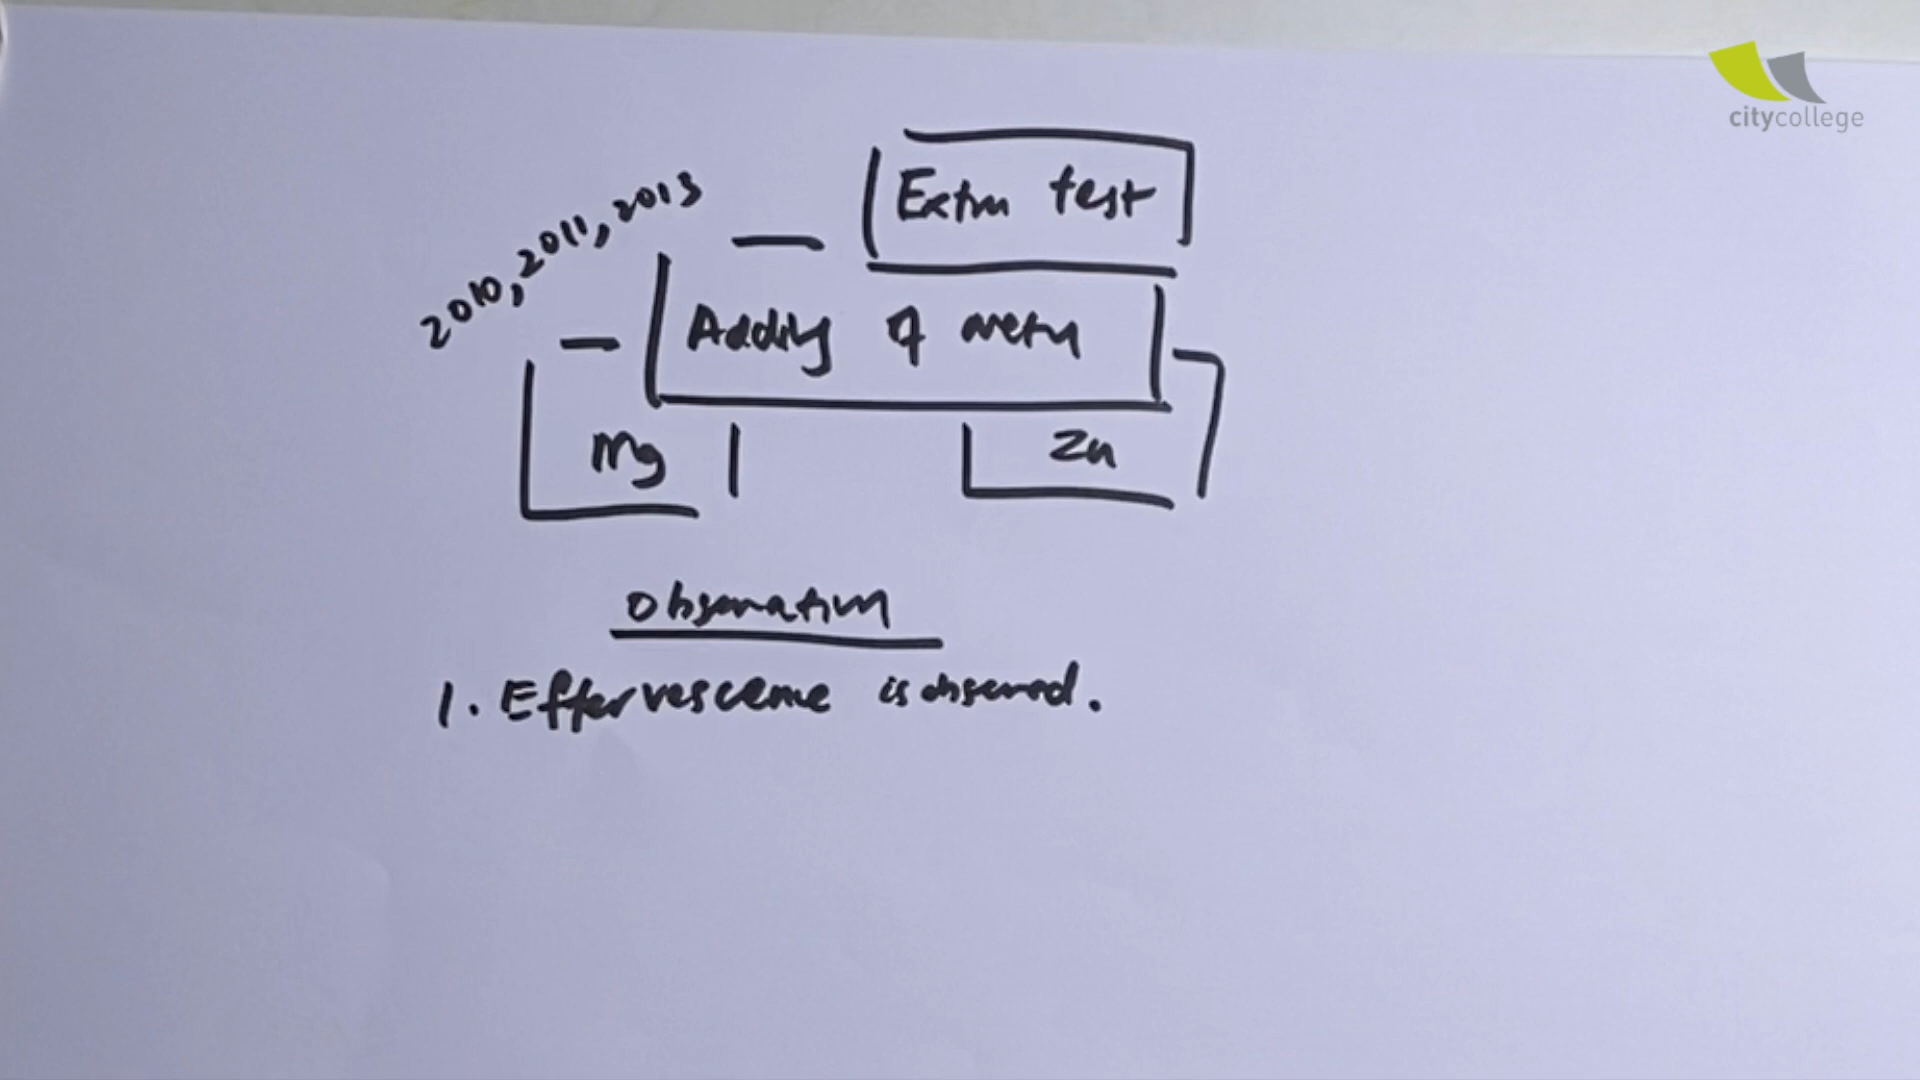 citycollege
Extra test
2010, 2011, 2013
Adding of metal
Mg
Zn
Observation
1. Effervescence is observed.